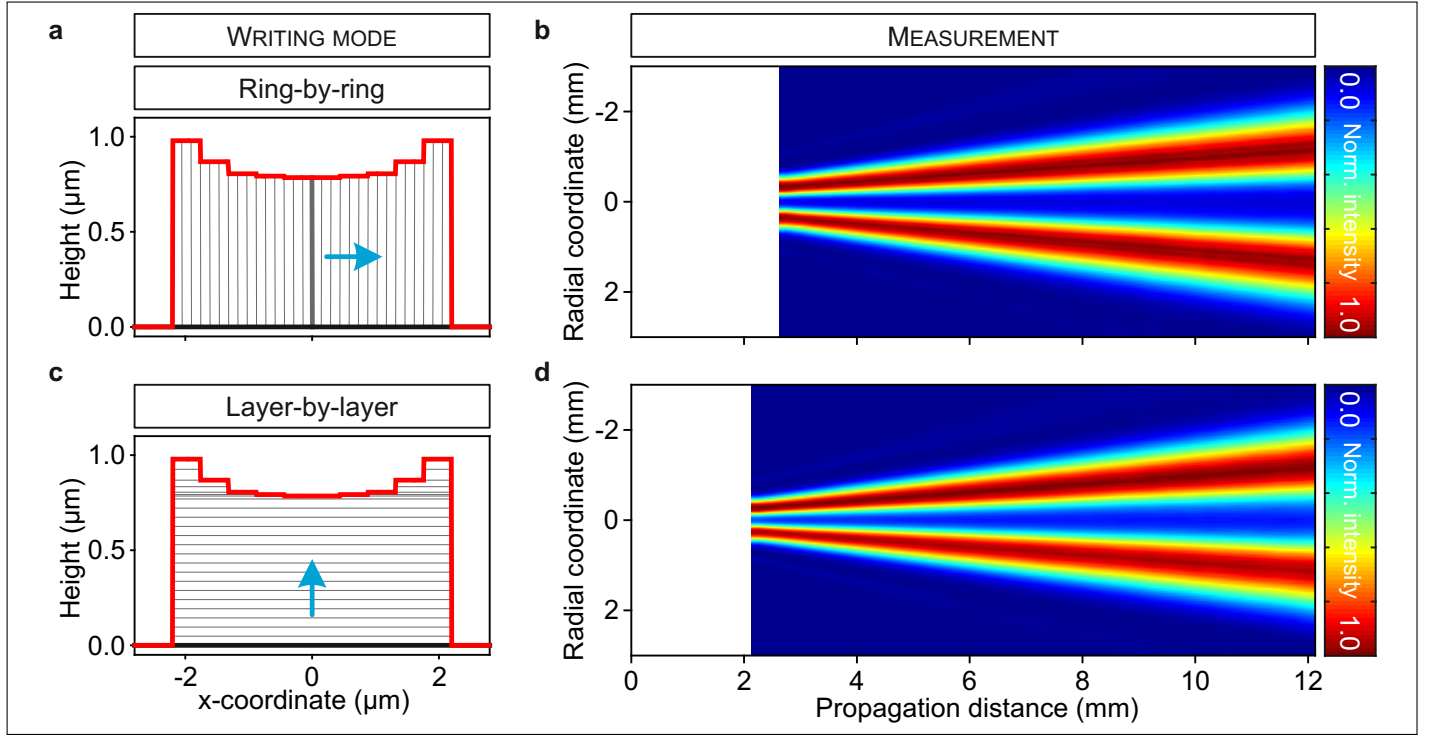 a
WRITING MODE
b
MEASUREMENT
Ring-by-ring
Height (µm)
1.0
0.5
0.0
Radial coordinate (mm)
-2
0
2
0.0 Norm. intensity 1.0
c
Layer-by-layer
d
Height (µm)
1.0
0.5
0.0
-2 0 2
x-coordinate (µm)
Radial coordinate (mm)
-2
0
2
0 2 4 6 8 10 12
Propagation distance (mm)
0.0 Norm. intensity 1.0